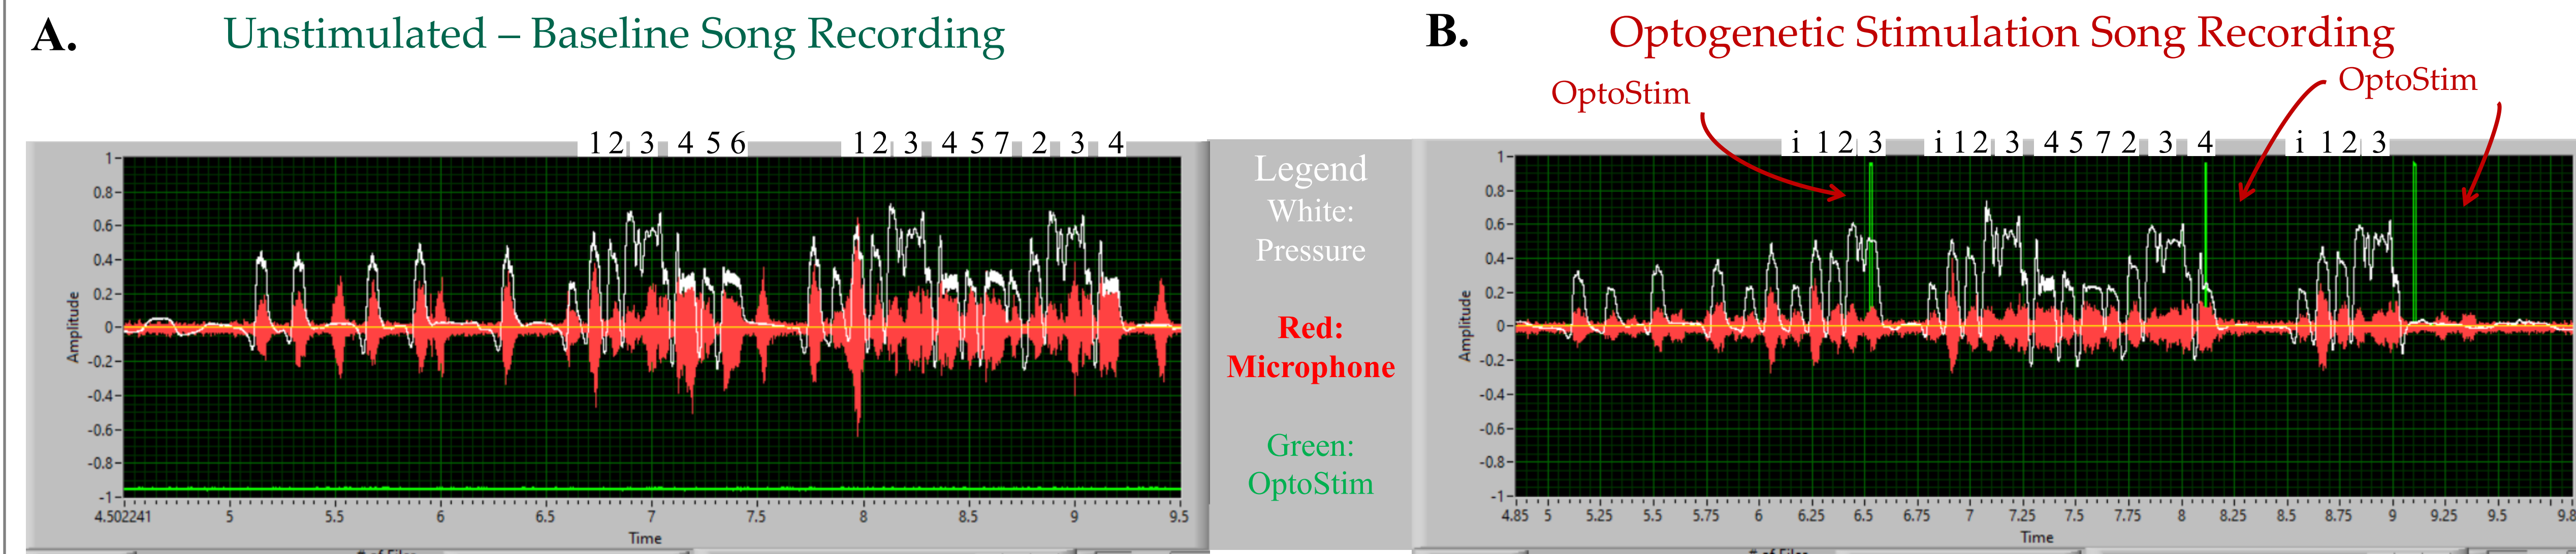 A.
Unstimulated – Baseline Song Recording
1 2 3 4 5 6
1 2 3 4 5 7 2 3 4
Amplitude
1
0.8
0.6
0.4
0.2
0
-0.2
-0.4
-0.6
-0.8
-1
4.502241 5 5.5 6 6.5 7 7.5 8 8.5 9 9.5
Time
# of Files
Legend
White:
Pressure
Red:
Microphone
Green:
OptoStim
B.
Optogenetic Stimulation Song Recording
OptoStim
OptoStim
i 1 2 3
i 1 2 3 4 5 7 2 3 4
i 1 2 3
Amplitude
1
0.8
0.6
0.4
0.2
0
-0.2
-0.4
-0.6
-0.8
-1
4.85 5 5.25 5.5 5.75 6 6.25 6.5 6.75 7 7.25 7.5 7.75 8 8.25 8.5 8.75 9 9.25 9.5 9.8
Time
# of Files